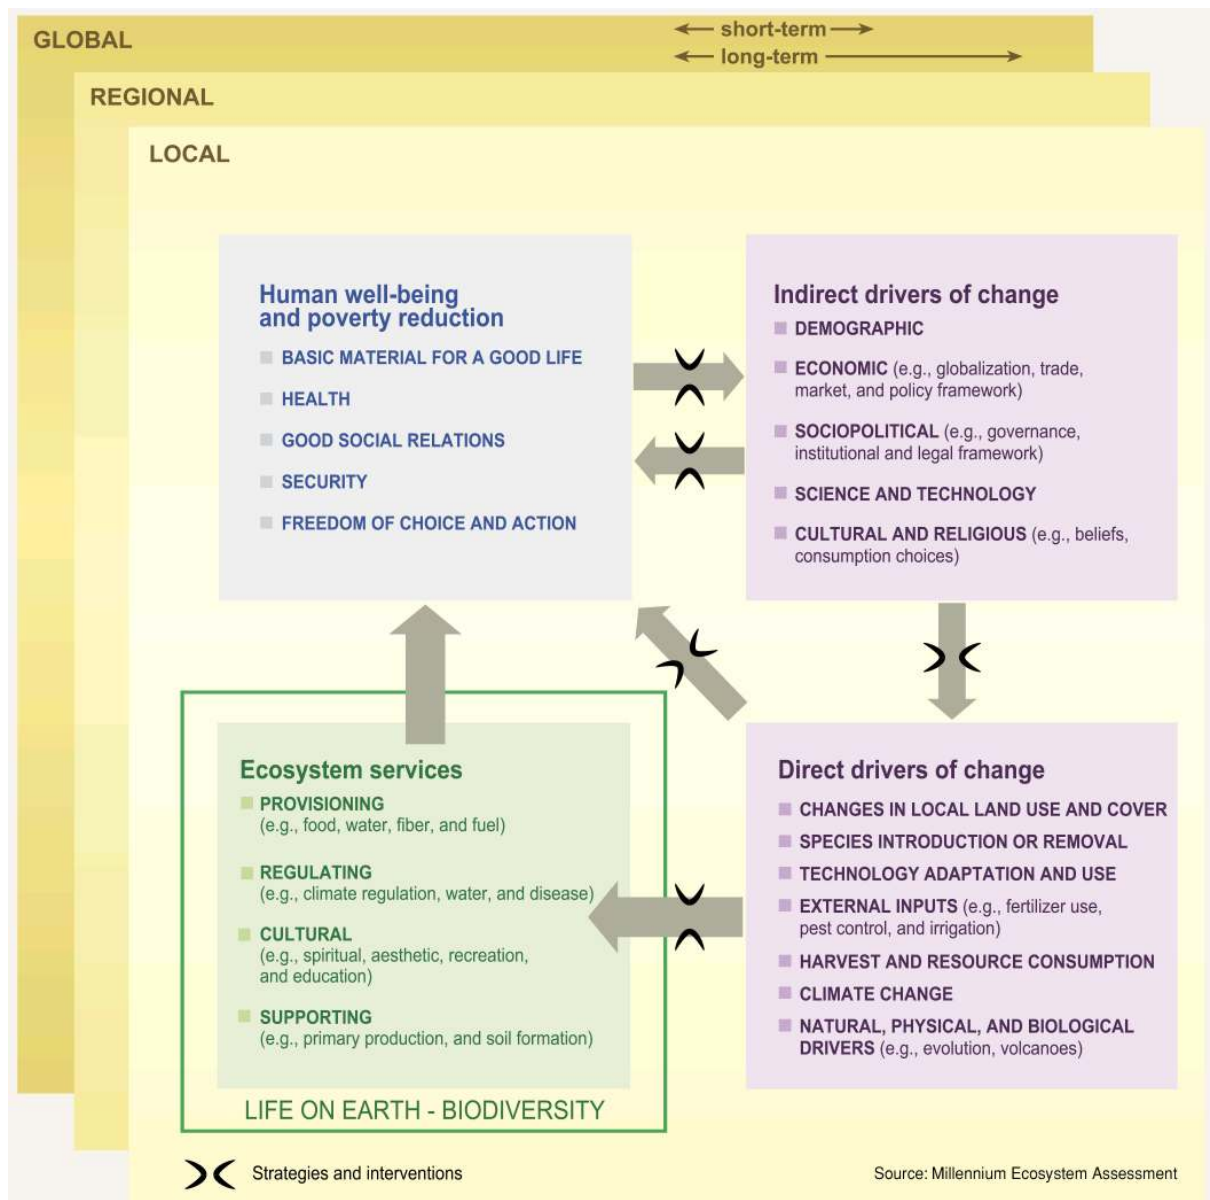 GLOBAL
short-term
long-term
REGIONAL
LOCAL
Human well-being
and poverty reduction
BASIC MATERIAL FOR A GOOD LIFE
HEALTH
GOOD SOCIAL RELATIONS
SECURITY
FREEDOM OF CHOICE AND ACTION
Indirect drivers of change
DEMOGRAPHIC
ECONOMIC (e.g., globalization, trade,
market, and policy framework)
SOCIOPOLITICAL (e.g., governance,
institutional and legal framework)
SCIENCE AND TECHNOLOGY
CULTURAL AND RELIGIOUS (e.g., beliefs,
consumption choices)
Ecosystem services
PROVISIONING
(e.g., food, water, fiber, and fuel)
REGULATING
(e.g., climate regulation, water, and disease)
CULTURAL
(e.g., spiritual, aesthetic, recreation,
and education)
SUPPORTING
(e.g., primary production, and soil formation)
LIFE ON EARTH - BIODIVERSITY
Direct drivers of change
CHANGES IN LOCAL LAND USE AND COVER
SPECIES INTRODUCTION OR REMOVAL
TECHNOLOGY ADAPTATION AND USE
EXTERNAL INPUTS (e.g., fertilizer use,
pest control, and irrigation)
HARVEST AND RESOURCE CONSUMPTION
CLIMATE CHANGE
NATURAL, PHYSICAL, AND BIOLOGICAL
DRIVERS (e.g., evolution, volcanoes)
Strategies and interventions
Source: Millennium Ecosystem Assessment